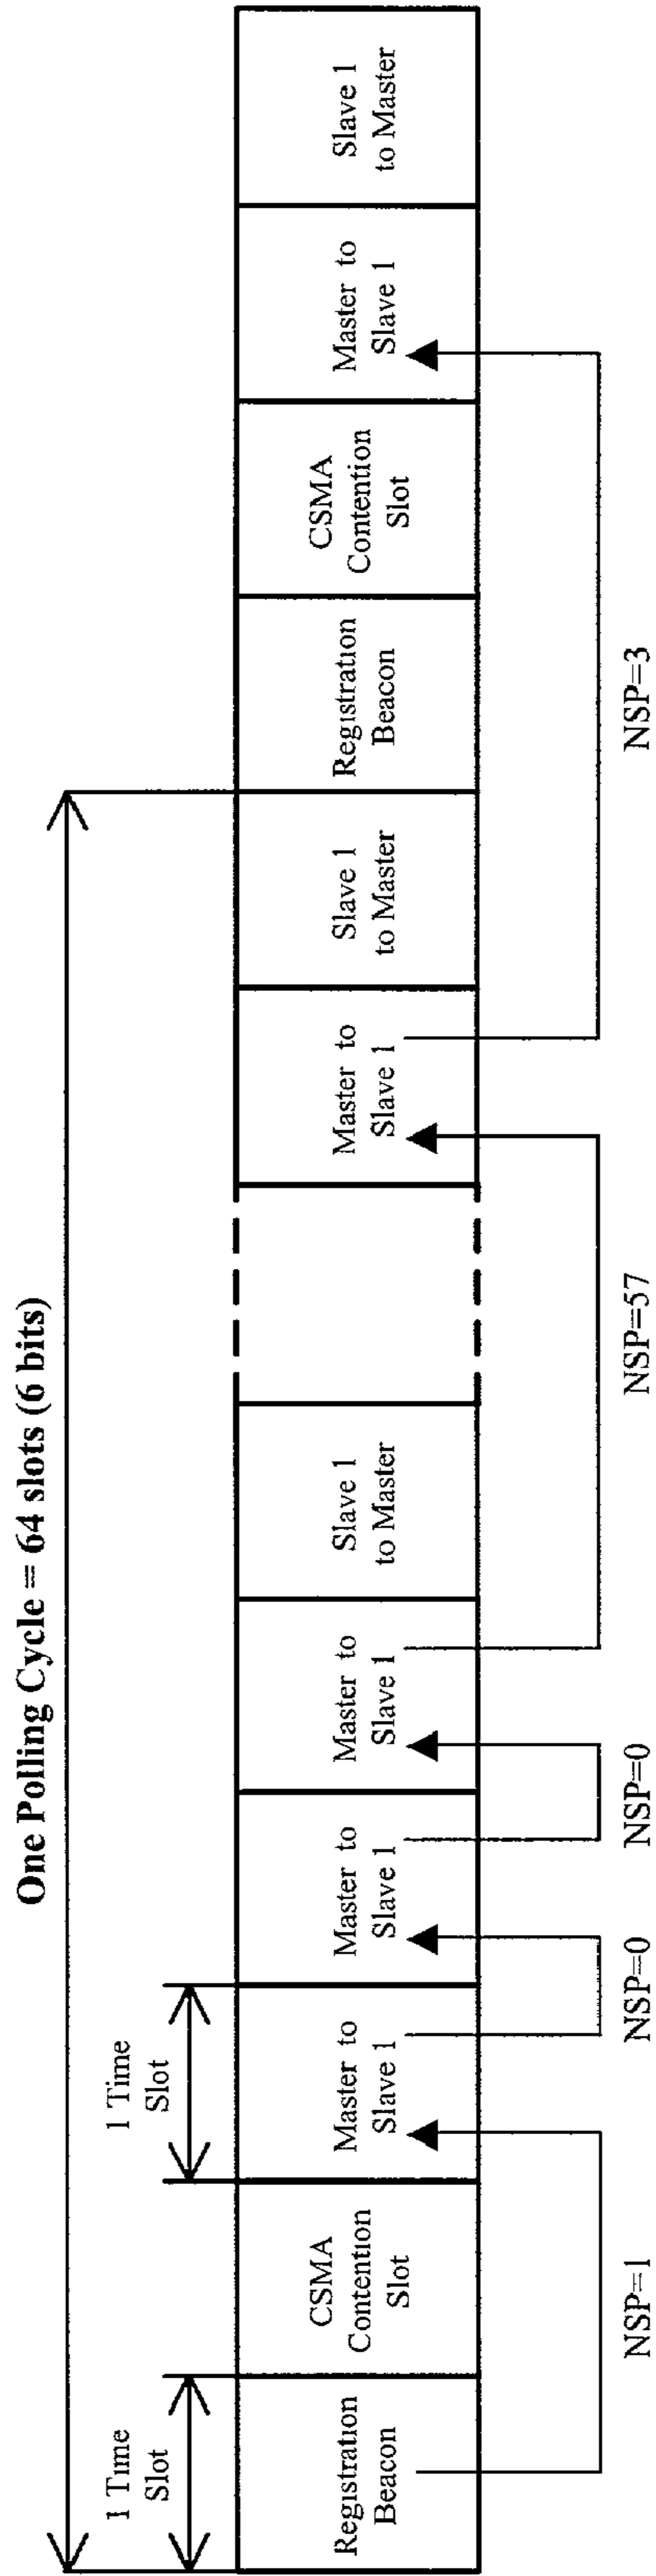 One Polling Cycle = 64 slots (6 bits)
1 Time
Slot
1 Time
Slot
Registration
Beacon
CSMA
Contention
Slot
Master to
Slave 1
Master to
Slave 1
Master to
Slave 1
Slave 1
to Master
Master to
Slave 1
Slave 1
to Master
Registration
Beacon
CSMA
Contention
Slot
Master to
Slave 1
Slave 1
to Master
NSP=1
NSP=0
NSP=0
NSP=57
NSP=3